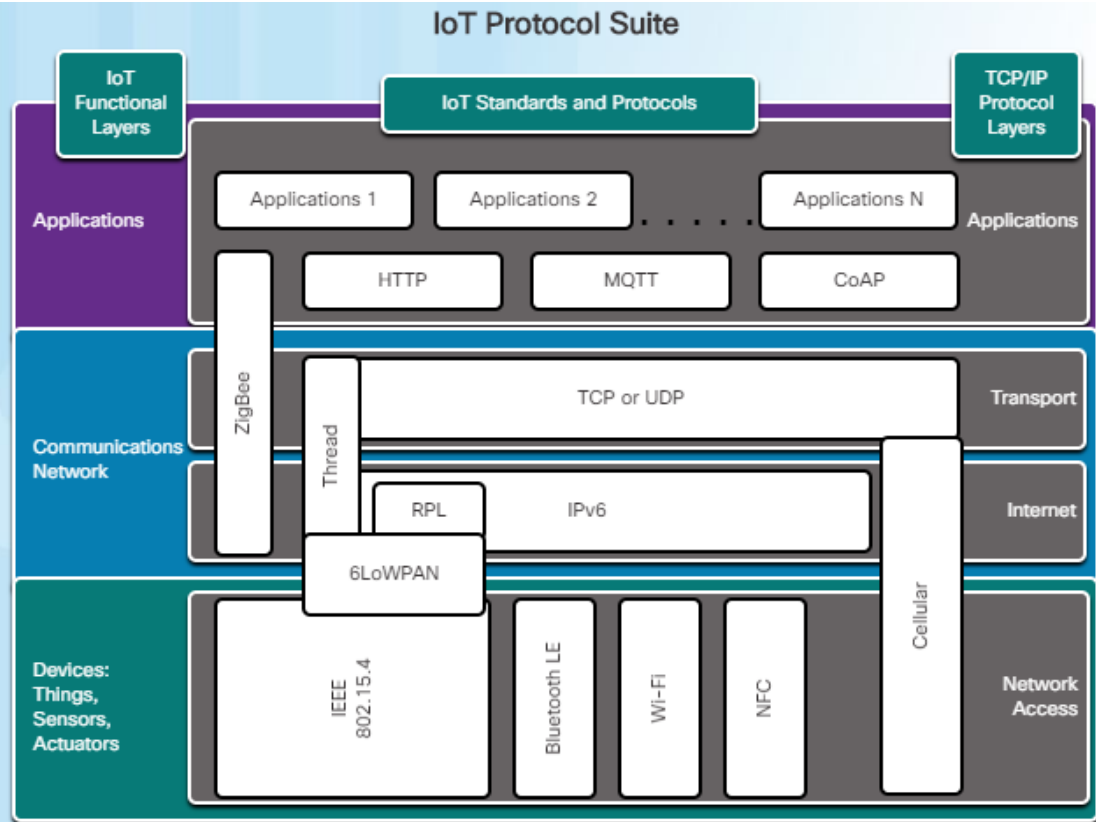 IoT Protocol Suite
IoT
Functional
Layers
IoT Standards and Protocols
TCP/IP
Protocol
Layers
Applications
Applications 1
Applications 2
. . . . .
Applications N
Applications
HTTP
MQTT
CoAP
Communications
Network
ZigBee
Thread
TCP or UDP
Transport
RPL
IPv6
Internet
6LoWPAN
Cellular
Devices:
Things,
Sensors,
Actuators
IEEE
802.15.4
Bluetooth LE
Wi-Fi
NFC
Network
Access